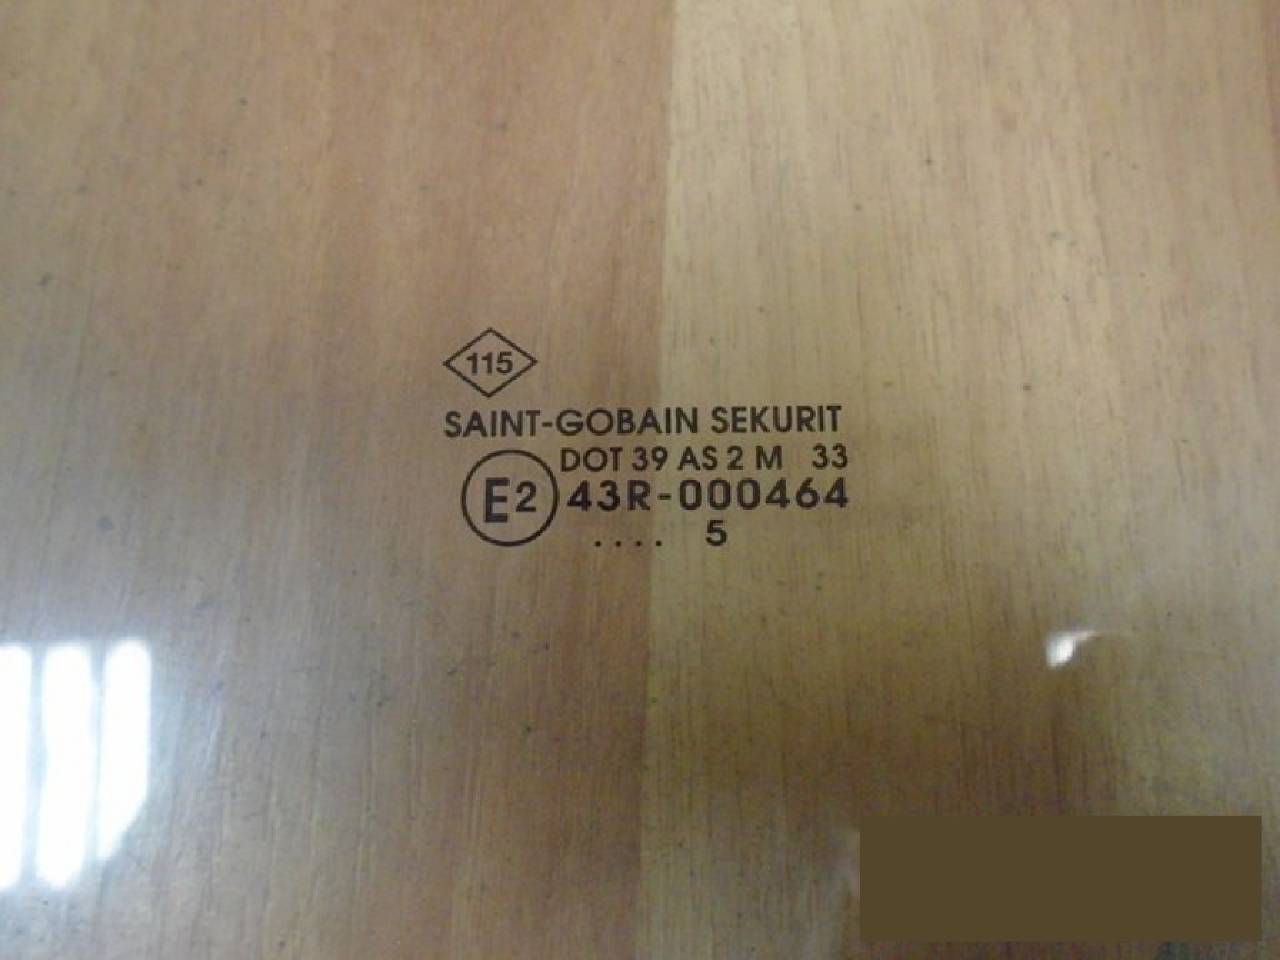 115
SAINT-GOBAIN SEKURIT
DOT 39 AS 2 M 33
E2 43R-000464
.... 5